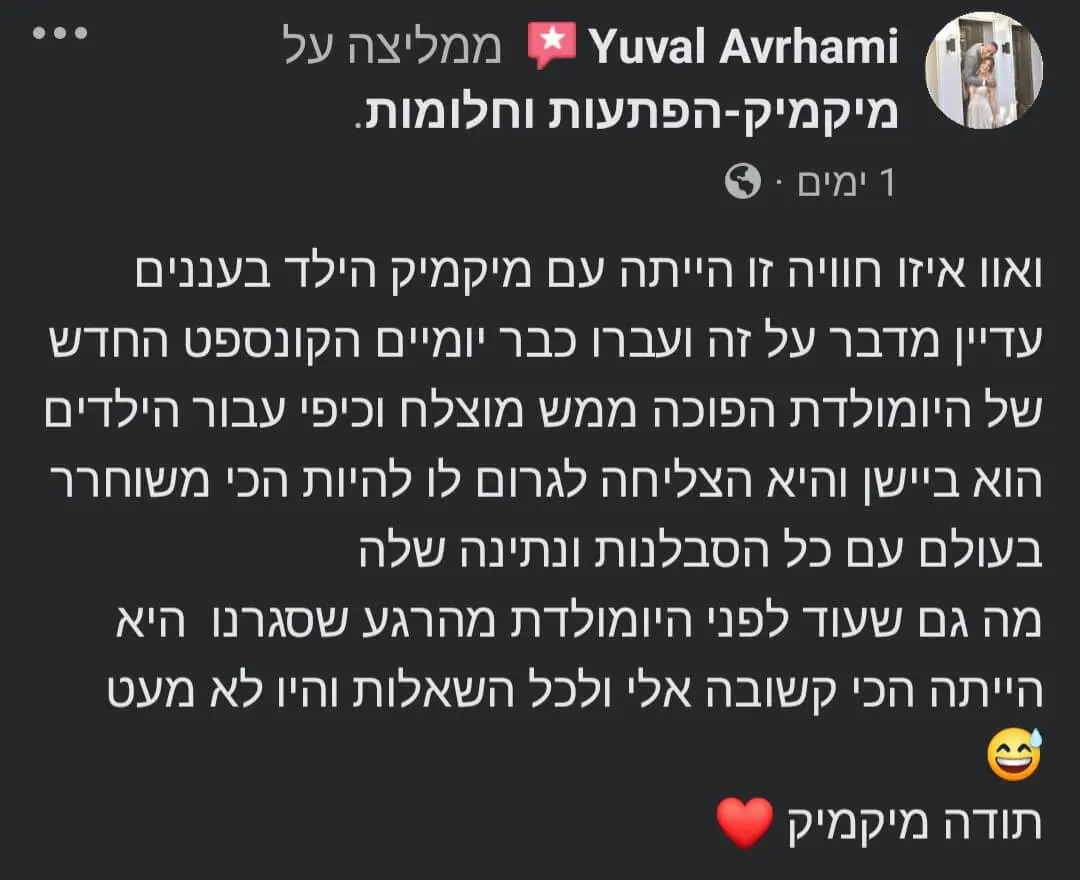 Yuval Avrhami ממליצה על
מיקמיק-הפתעות וחלומות.
1 ימים ·
ואוו איזו חוויה זו הייתה עם מיקמיק הילד בעננים
עדיין מדבר על זה ועברו כבר יומיים הקונספט החדש
של היומולדת הפוכה ממש מוצלח וכיפי עבור הילדים
הוא ביישן והיא הצליחה לגרום לו להיות הכי משוחרר
בעולם עם כל הסבלנות ונתינה שלה
מה גם שעוד לפני היומולדת מהרגע שסגרנו  היא
הייתה הכי קשובה אלי ולכל השאלות והיו לא מעט
😅
תודה מיקמיק ❤️